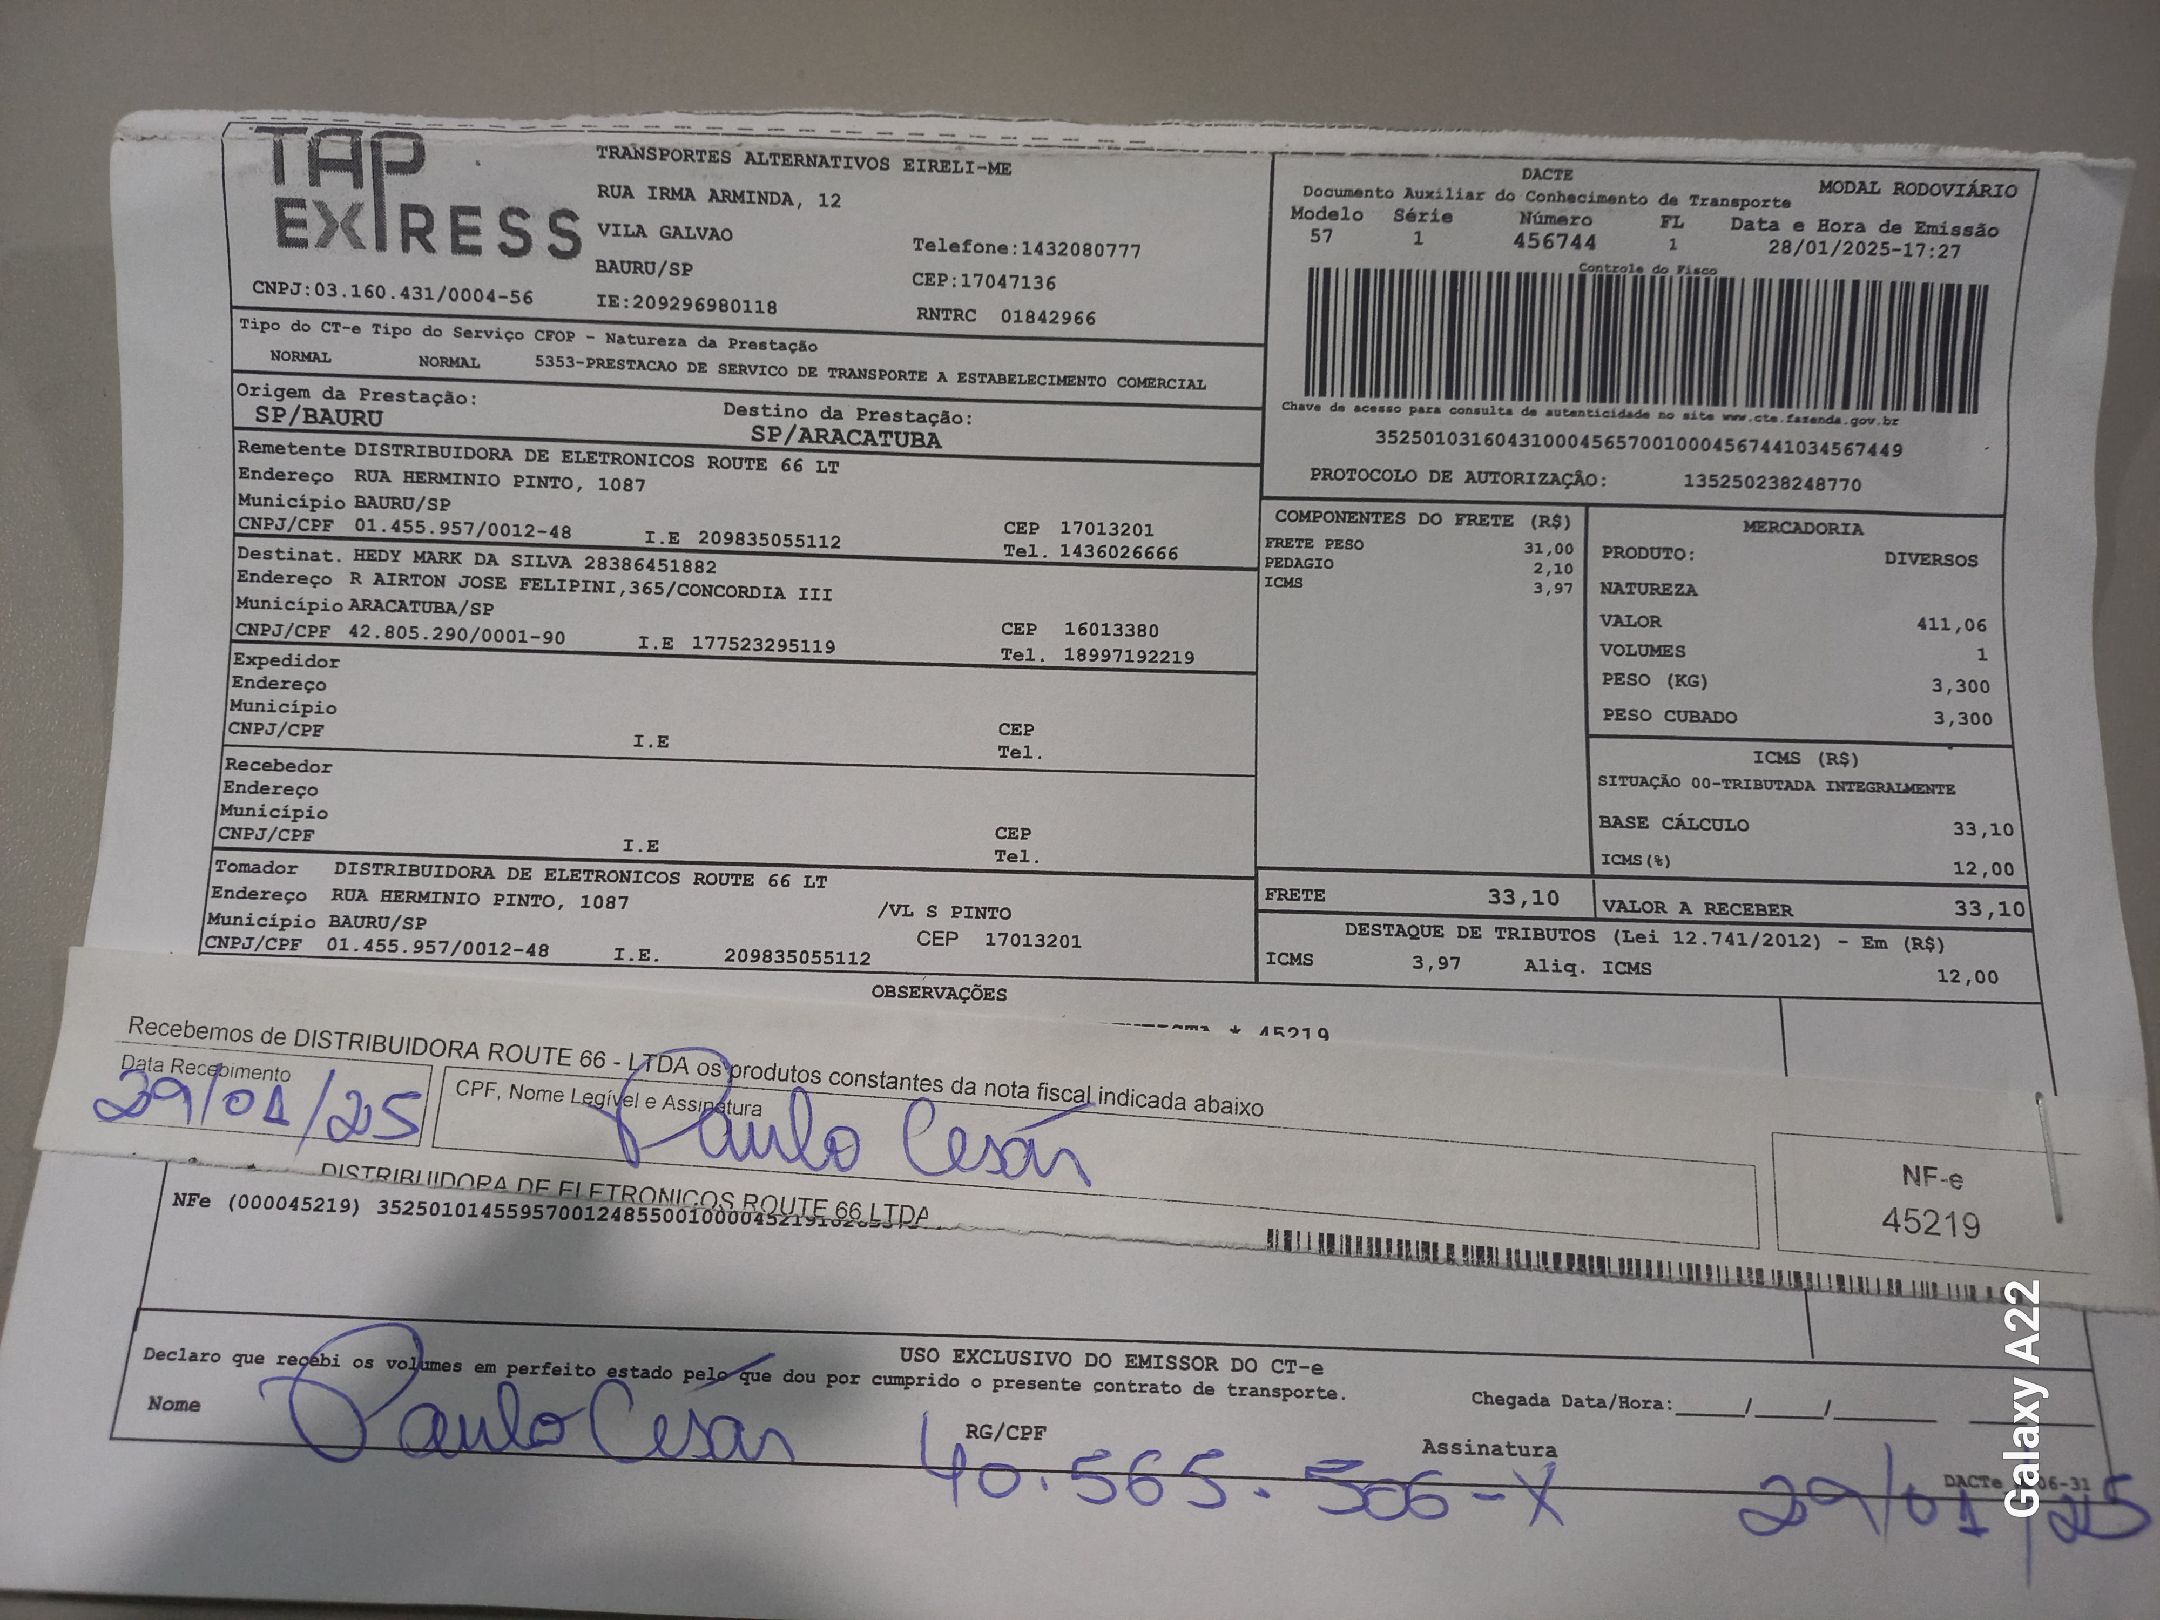 TAP EXPRESS
TRANSPORTES ALTERNATIVOS EIRELI-ME
RUA IRMA ARMINDA, 12
VILA GALVAO
BAURU/SP
IE:209296980118
Telefone:1432080777
CEP:17047136
RNTRC 01842966
CNPJ:03.160.431/0004-56
DACTE
MODAL RODOVIÁRIO
Documento Auxiliar do Conhecimento de Transporte
Modelo Série Número FL Data e Hora de Emissão
57 1 456744 1 28/01/2025-17:27
Controle do Fisco
Chave de acesso para consulta de autenticidade no site www.cte.fazenda.gov.br
35250103160431000456570010004567441034567449
PROTOCOLO DE AUTORIZAÇÃO: 135250238248770
Tipo do CT-e Tipo do Serviço CFOP - Natureza da Prestação
NORMAL NORMAL 5353-PRESTACAO DE SERVICO DE TRANSPORTE A ESTABELECIMENTO COMERCIAL
Origem da Prestação: Destino da Prestação:
SP/BAURU SP/ARACATUBA
Remetente DISTRIBUIDORA DE ELETRONICOS ROUTE 66 LT
Endereço RUA HERMINIO PINTO, 1087
Município BAURU/SP CEP 17013201
CNPJ/CPF 01.455.957/0012-48 I.E 209835055112 Tel. 1436026666
Destinat. HEDY MARK DA SILVA 28386451882
Endereço R AIRTON JOSE FELIPINI,365/CONCORDIA III
Município ARACATUBA/SP CEP 16013380
CNPJ/CPF 42.805.290/0001-90 I.E 177523295119 Tel. 18997192219
Expedidor
Endereço
Município CEP
CNPJ/CPF I.E Tel.
Recebedor
Endereço
Município CEP
CNPJ/CPF I.E Tel.
Tomador DISTRIBUIDORA DE ELETRONICOS ROUTE 66 LT
Endereço RUA HERMINIO PINTO, 1087 /VL S PINTO
Município BAURU/SP CEP 17013201
CNPJ/CPF 01.455.957/0012-48 I.E. 209835055112
COMPONENTES DO FRETE (R$)
FRETE PESO 31,00
PEDAGIO 2,10
ICMS 3,97
MERCADORIA
PRODUTO: DIVERSOS
NATUREZA
VALOR 411,06
VOLUMES 1
PESO (KG) 3,300
PESO CUBADO 3,300
ICMS (R$)
SITUAÇÃO 00-TRIBUTADA INTEGRALMENTE
BASE CÁLCULO 33,10
ICMS(%) 12,00
FRETE 33,10 VALOR A RECEBER 33,10
DESTAQUE DE TRIBUTOS (Lei 12.741/2012) - Em (R$)
ICMS 3,97 Aliq. ICMS 12,00
OBSERVAÇÕES
* 45219
Recebemos de DISTRIBUIDORA ROUTE 66 - LTDA os produtos constantes da nota fiscal indicada abaixo
Data Recebimento CPF, Nome Legível e Assinatura
29/01/25 Paulo Cesár
NF-e
45219
DISTRIBUIDORA DE ELETRONICOS ROUTE 66 LTDA
NFe (000045219)
USO EXCLUSIVO DO EMISSOR DO CT-e
Declaro que recebi os volumes em perfeito estado pelo que dou por cumprido o presente contrato de transporte.
Chegada Data/Hora:____/____/______
Nome RG/CPF Assinatura
Paulo Cesár 40.565.506-X 29/01/25
Galaxy A22